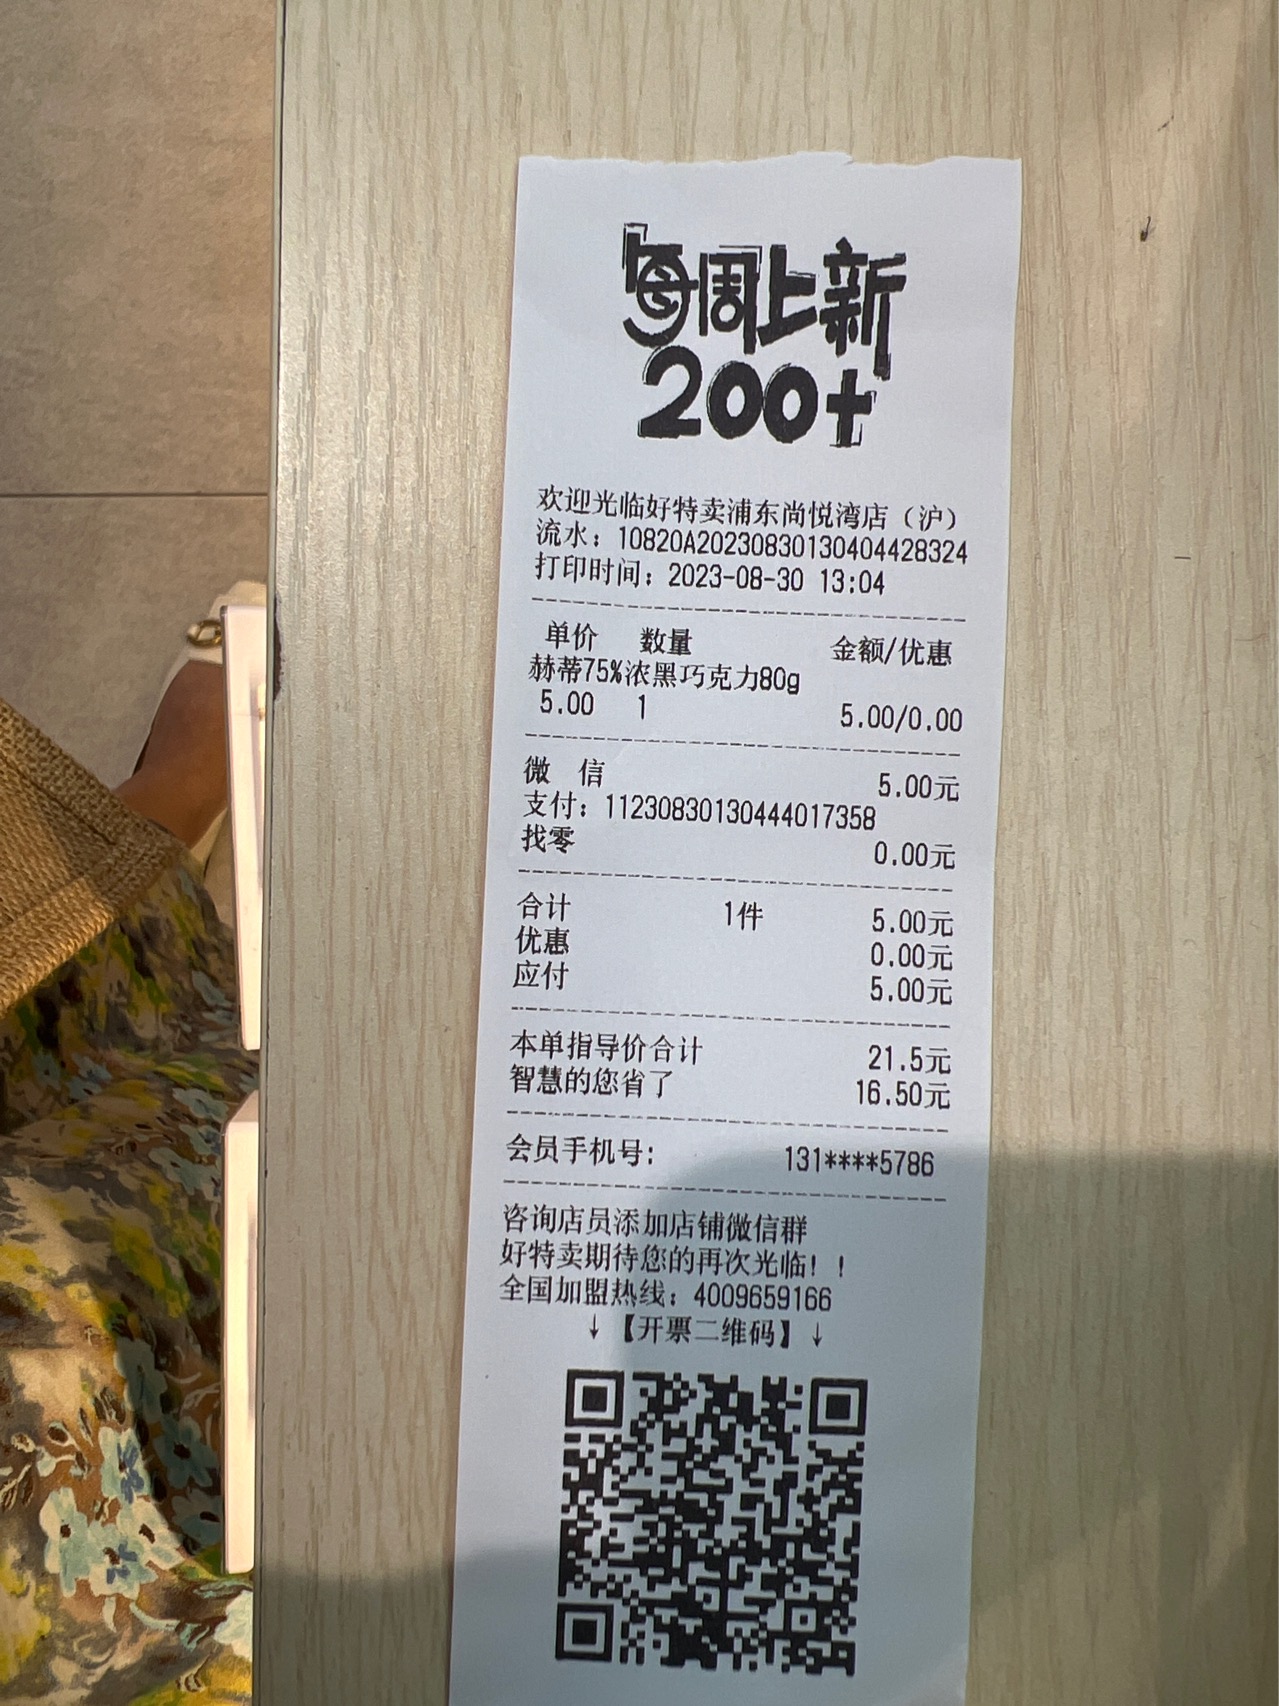 每周上新
200+
欢迎光临好特卖浦东尚悦湾店（沪）
流水：10820A20230830130404428324
打印时间：2023-08-30 13:04
单价 数量 金额/优惠
赫蒂75%浓黑巧克力80g
5.00 1 5.00/0.00
微 信 5.00元
支付：11230830130444017358
找零 0.00元
合计 1件 5.00元
优惠 0.00元
应付 5.00元
本单指导价合计 21.5元
智慧的您省了 16.50元
会员手机号： 131****5786
咨询店员添加店铺微信群
好特卖期待您的再次光临！！
全国加盟热线：4009659166
↓【开票二维码】↓